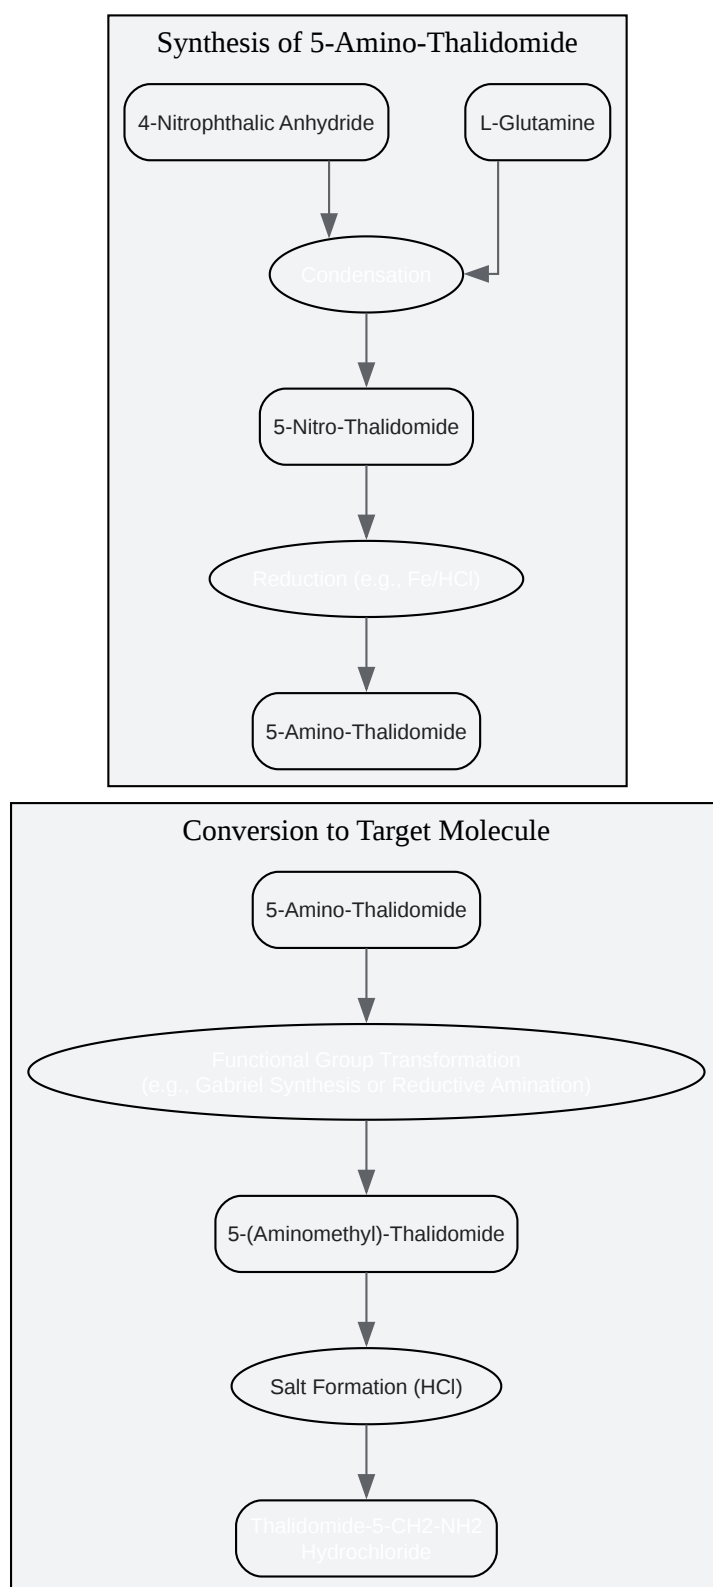 Synthesis of 5-Amino-Thalidomide
4-Nitrophthalic Anhydride
L-Glutamine
Condensation
5-Nitro-Thalidomide
Reduction (e.g., Fe/HCl)
5-Amino-Thalidomide
Conversion to Target Molecule
5-Amino-Thalidomide
Functional Group Transformation
(e.g., Gabriel Synthesis or Reductive Amination)
5-(Aminomethyl)-Thalidomide
Salt Formation (HCl)
Thalidomide-5-CH2-NH2
Hydrochloride